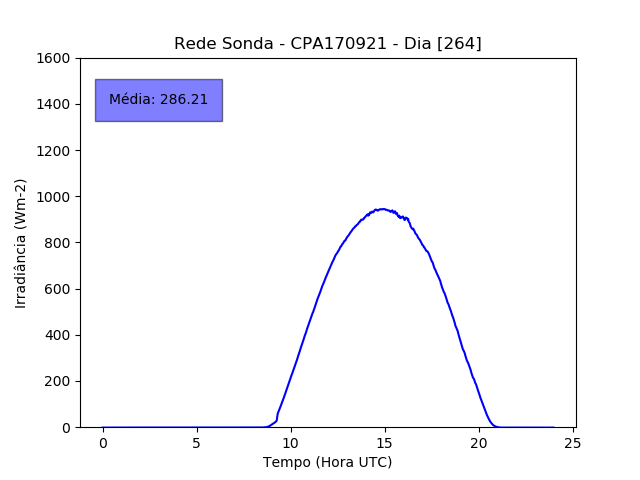 Rede Sonda - CPA170921 - Dia [264]
1600
1400
1200
1000
800
600
400
200
0
Irradiância (Wm-2)
Média: 286.21
0 5 10 15 20 25
Tempo (Hora UTC)